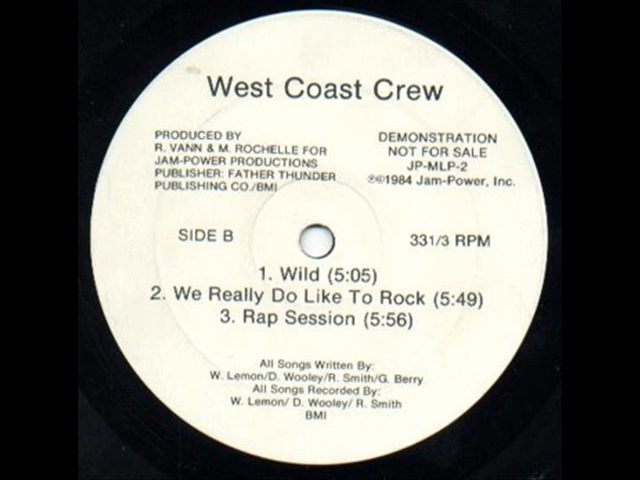 West Coast Crew
PRODUCED BY
R. VANN & M. ROCHELLE FOR
JAM-POWER PRODUCTIONS
PUBLISHER: FATHER THUNDER
PUBLISHING CO./BMI
DEMONSTRATION
NOT FOR SALE
JP-MLP-2
℗©1984 Jam-Power, Inc.
SIDE B
331/3 RPM
1. Wild (5:05)
2. We Really Do Like To Rock (5:49)
3. Rap Session (5:56)
All Songs Written By:
W. Lemon/D. Wooley/R. Smith/G. Berry
All Songs Recorded By:
W. Lemon/ D. Wooley/ R. Smith
BMI